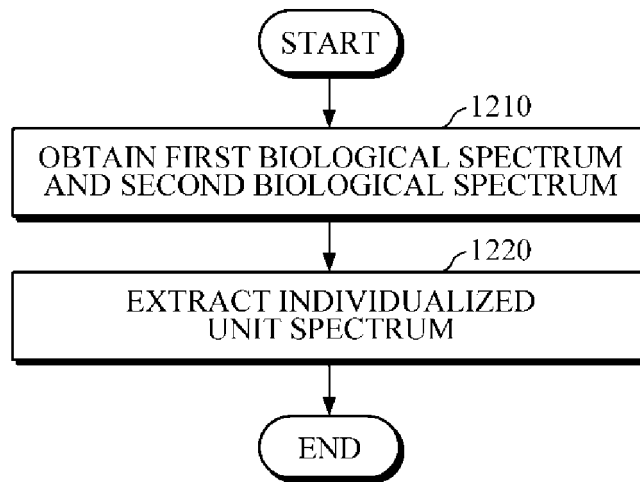 START
1210
OBTAIN FIRST BIOLOGICAL SPECTRUM
AND SECOND BIOLOGICAL SPECTRUM
1220
EXTRACT INDIVIDUALIZED
UNIT SPECTRUM
END